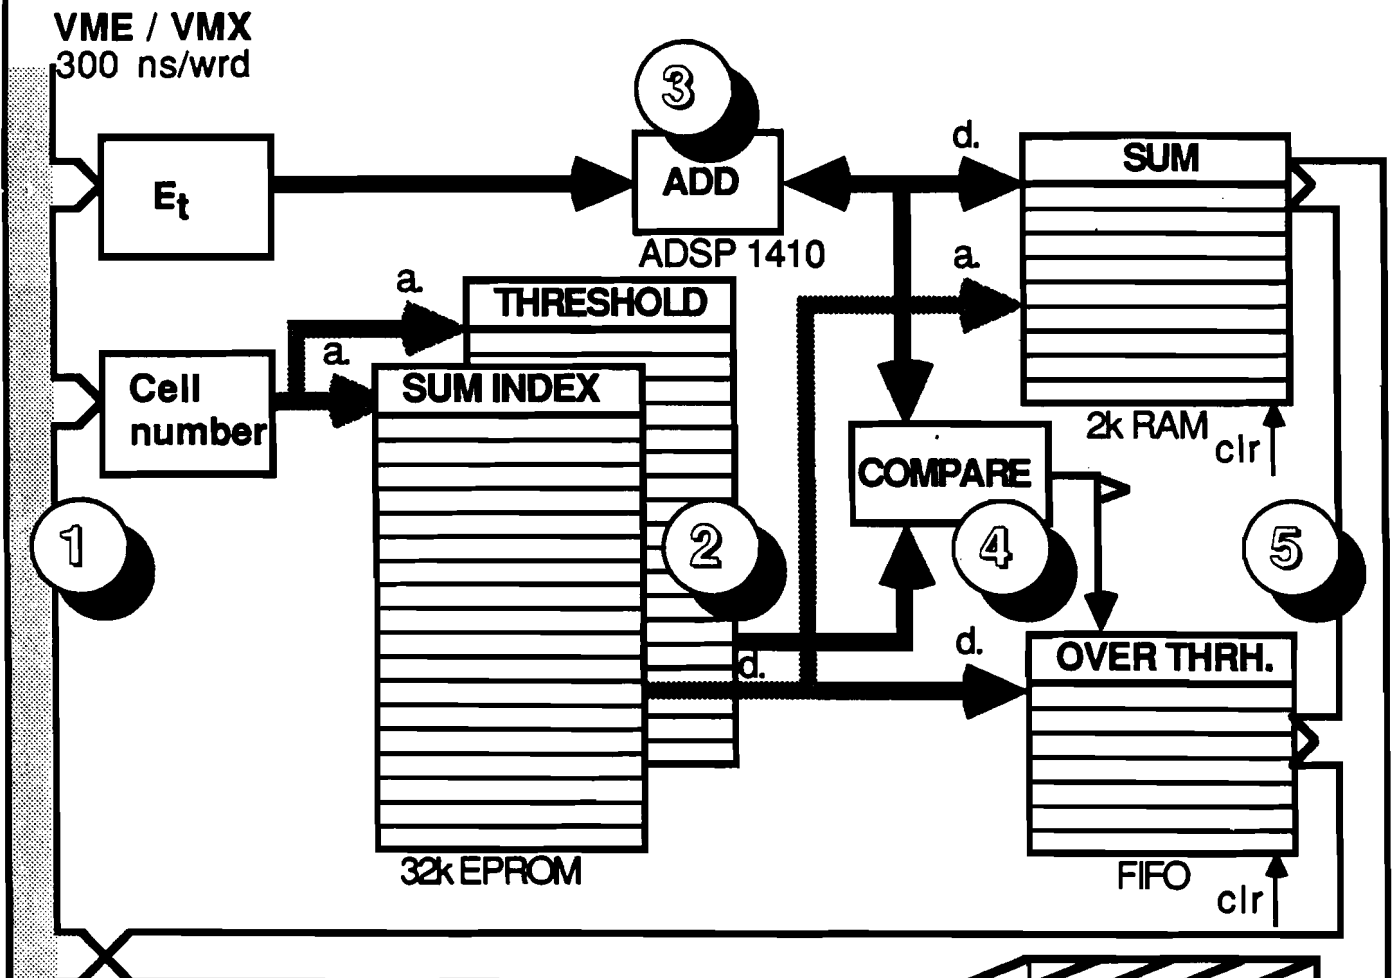 VME / VMX
300 ns/wrd
3
d.
SUM
Et
ADD
ADSP 1410
a.
a.
THRESHOLD
a.
Cell
number
SUM INDEX
2k RAM
clr
COMPARE
1
2
4
5
d.
d.
OVER THRH.
32k EPROM
FIFO
clr